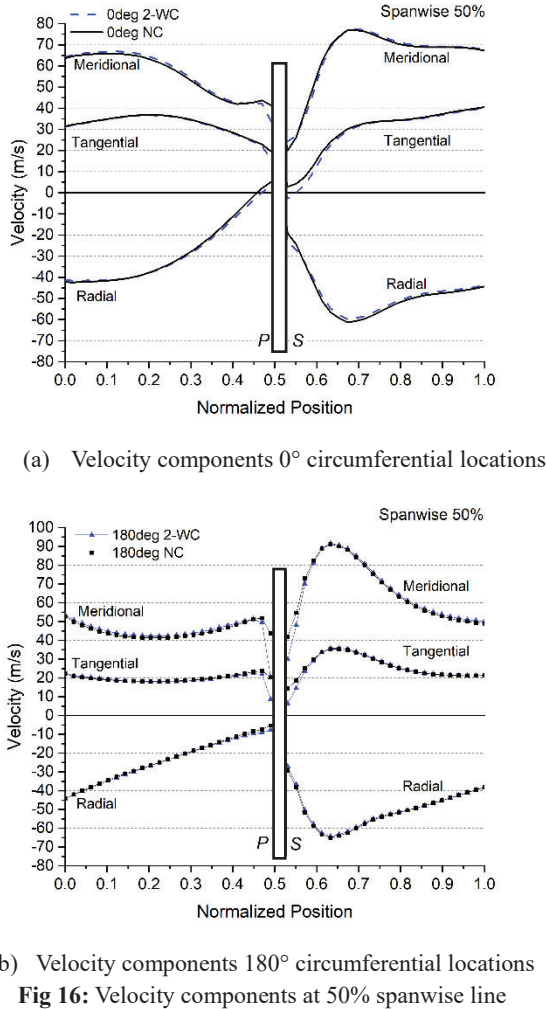 0deg 2-WC
0deg NC
Spanwise 50%
80
70
60
50
40
30
20
10
0
-10
-20
-30
-40
-50
-60
-70
-80
Velocity (m/s)
Meridional
Meridional
Tangential
Tangential
Radial
Radial
P S
0.0 0.1 0.2 0.3 0.4 0.5 0.6 0.7 0.8 0.9 1.0
Normalized Position
(a) Velocity components 0° circumferential locations
Spanwise 50%
180deg 2-WC
180deg NC
100
90
80
70
60
50
40
30
20
10
0
-10
-20
-30
-40
-50
-60
-70
-80
Velocity (m/s)
Meridional
Meridional
Tangential
Tangential
Radial
Radial
P S
0.0 0.1 0.2 0.3 0.4 0.5 0.6 0.7 0.8 0.9 1.0
Normalized Position
b) Velocity components 180° circumferential locations
Fig 16: Velocity components at 50% spanwise line